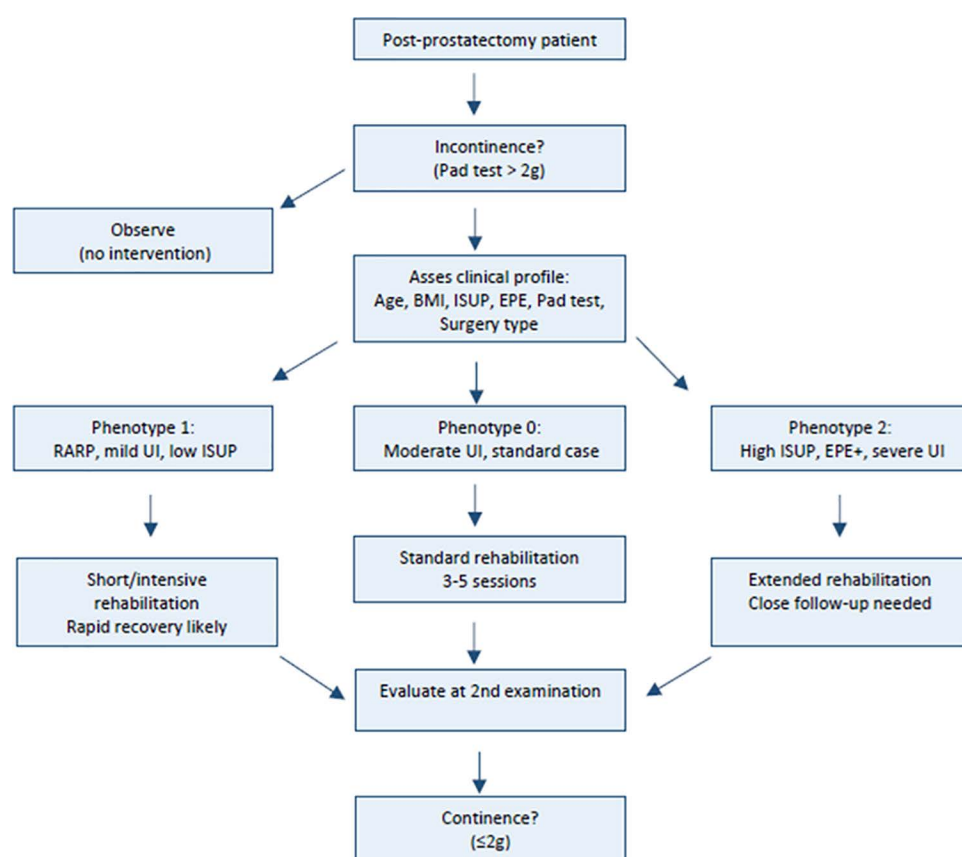 Post-prostatectomy patient
Incontinence?
(Pad test > 2g)
Observe
(no intervention)
Asses clinical profile:
Age, BMI, ISUP, EPE, Pad test,
Surgery type
Phenotype 1:
RARP, mild UI, low ISUP
Phenotype 0:
Moderate UI, standard case
Phenotype 2:
High ISUP, EPE+, severe UI
Short/intensive
rehabilitation
Rapid recovery likely
Standard rehabilitation
3-5 sessions
Extended rehabilitation
Close follow-up needed
Evaluate at 2nd examination
Continence?
(≤2g)